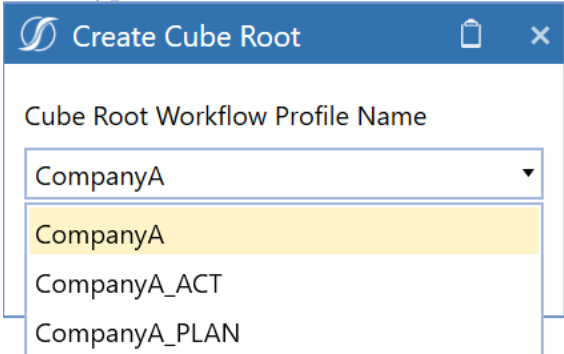 Create Cube Root
Cube Root Workflow Profile Name
CompanyA
CompanyA
CompanyA_ACT
CompanyA_PLAN